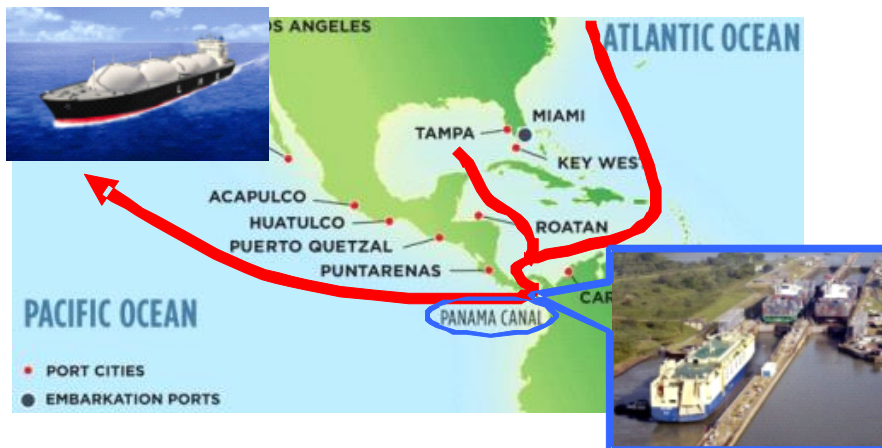 OS ANGELES
ATLANTIC OCEAN
MIAMI
TAMPA
KEY WEST
ACAPULCO
HUATULCO
ROATAN
PUERTO QUETZAL
PUNTARENAS
CAR
PACIFIC OCEAN
PANAMA CANAL
PORT CITIES
EMBARKATION PORTS